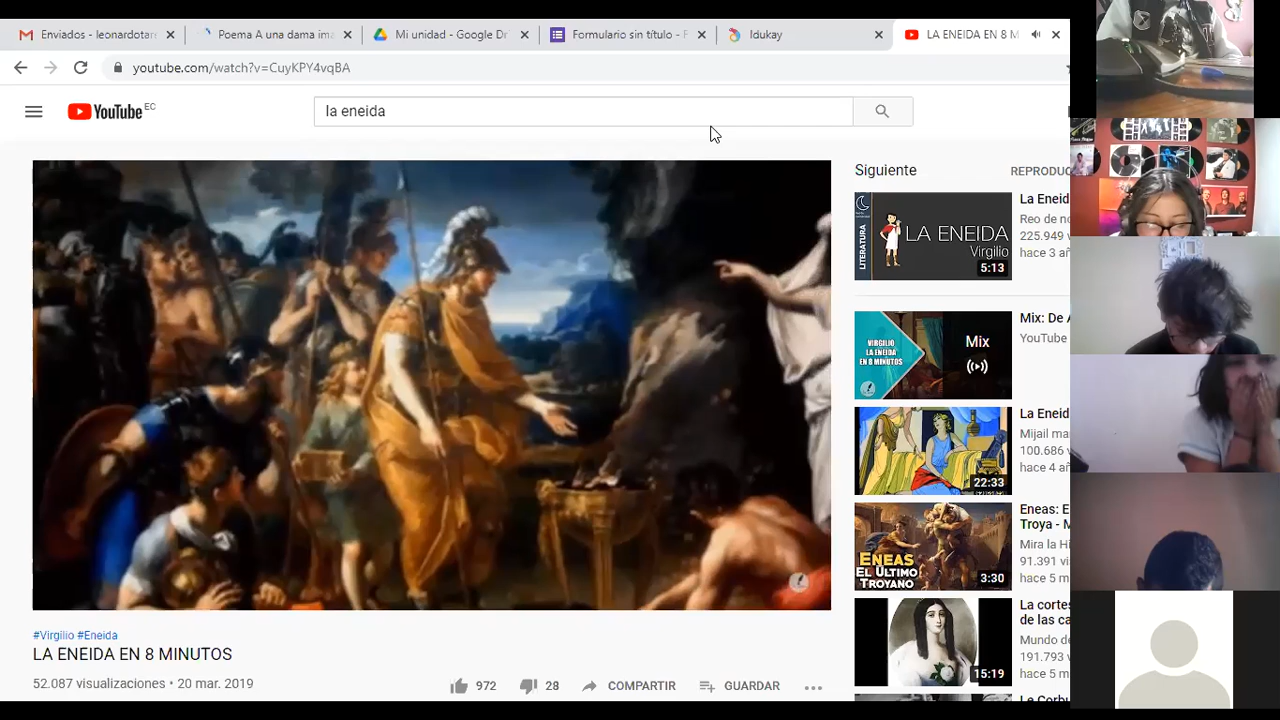 Enviados - leonardotare
Poema A una dama ima
Mi unidad - Google Dr
Formulario sin título - F
Idukay
LA ENEIDA EN 8 M
youtube.com/watch?v=CuyKPY4vqBA
YouTube EC
la eneida
Siguiente
REPRODUC
LITERATURA
LA ENEIDA
Virgilio
5:13
La Eneid
Reo de no
225.949 v
hace 3 añ
VIRGILIO
LA ENEIDA
EN 8 MINUTOS
Mix
Mix: De A
YouTube
22:33
La Eneid
Mijail ma
100.686 v
hace 4 añ
ENEAS
EL ÚLTIMO
TROYANO
3:30
Eneas: E
Troya - M
Mira la Hi
91.391 vi
hace 5 m
15:19
La cortes
de las ca
Mundo de
191.793 v
hace 5 m
#Virgilio #Eneida
LA ENEIDA EN 8 MINUTOS
52.087 visualizaciones • 20 mar. 2019
972
28
COMPARTIR
GUARDAR